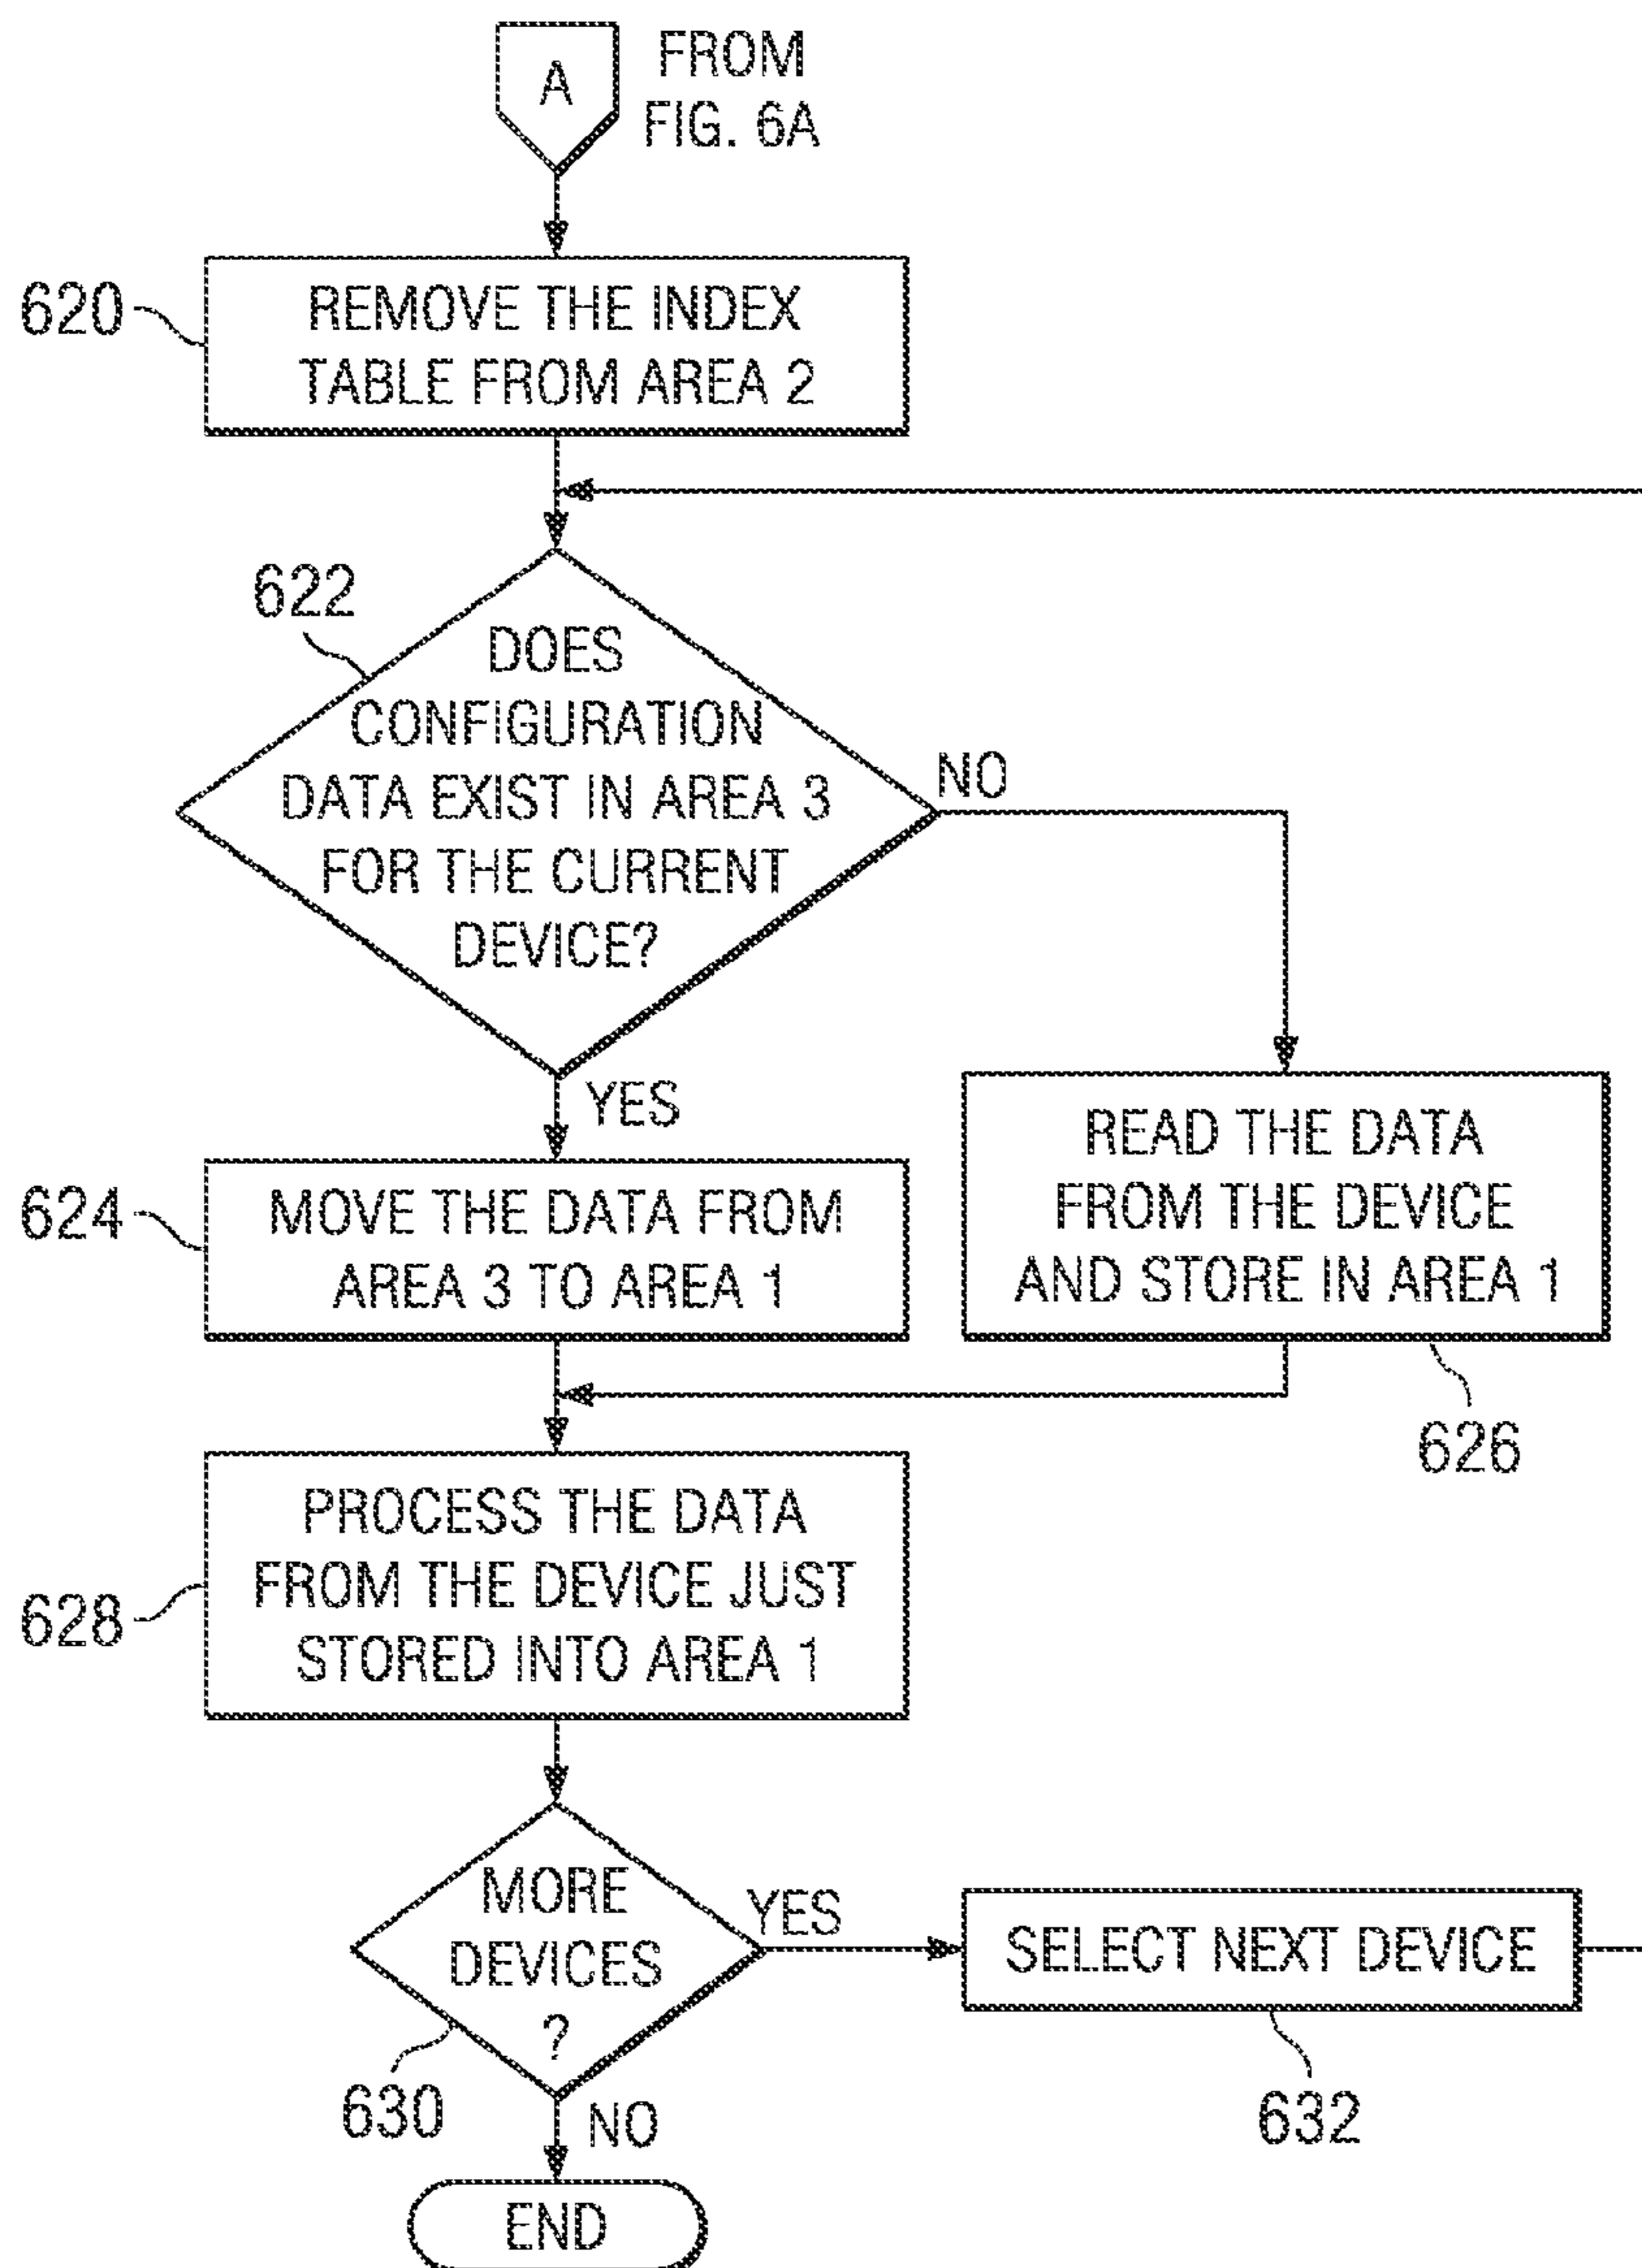 A
FROM
FIG. 6A
620
REMOVE THE INDEX
TABLE FROM AREA 2
622
DOES
CONFIGURATION
DATA EXIST IN AREA 3
FOR THE CURRENT
DEVICE?
NO
YES
624
MOVE THE DATA FROM
AREA 3 TO AREA 1
READ THE DATA
FROM THE DEVICE
AND STORE IN AREA 1
626
628
PROCESS THE DATA
FROM THE DEVICE JUST
STORED INTO AREA 1
MORE
DEVICES
?
YES
SELECT NEXT DEVICE
630
632
NO
END